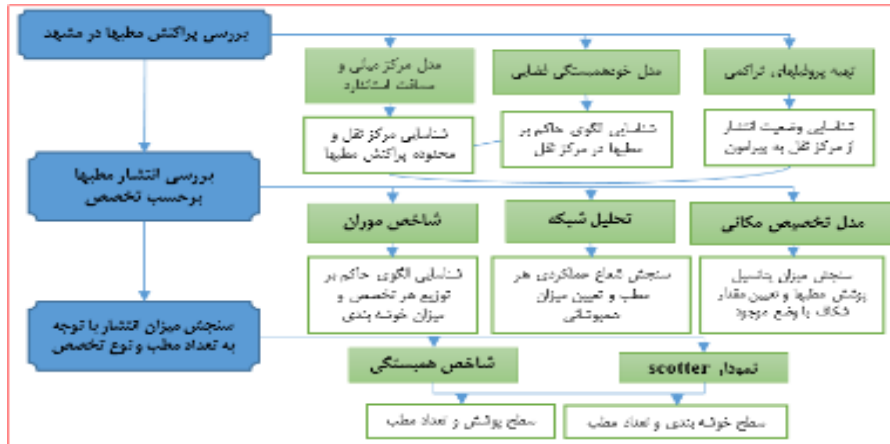 بررسی پراکنش مطبها در مشهد
مدل مرکز میانی و
مسافت استاندارد
مدل خودهمبستگی فضایی
تهیه پروفیلهای تراکمی
شناسایی مرکز ثقل و
محدوده پراکنش مطبها
شناسایی الگوی حاکم بر
مطبها در مرکز ثقل
شناسایی وضعیت انتشار
از مرکز ثقل به پیرامون
بررسی انتشار مطبها
برحسب تخصص
شاخص موران
تحلیل شبکه
مدل تخصیص مکانی
شناسایی الگوی حاکم بر
توزیع هر تخصص و
میزان خوشه بندی
سنجش شعاع عملکردی هر
مطب و تعیین میزان
همپوشانی
سنجش میزان پتانسیل
پوشش مطبها و تعیین مقدار
شکاف با وضع موجود
سنجش میزان انتشار با توجه
به تعداد مطب و نوع تخصص
شاخص همبستگی
نمودار scotter
سطح پوشش و تعداد مطب
سطح خوشه بندی و تعداد مطب